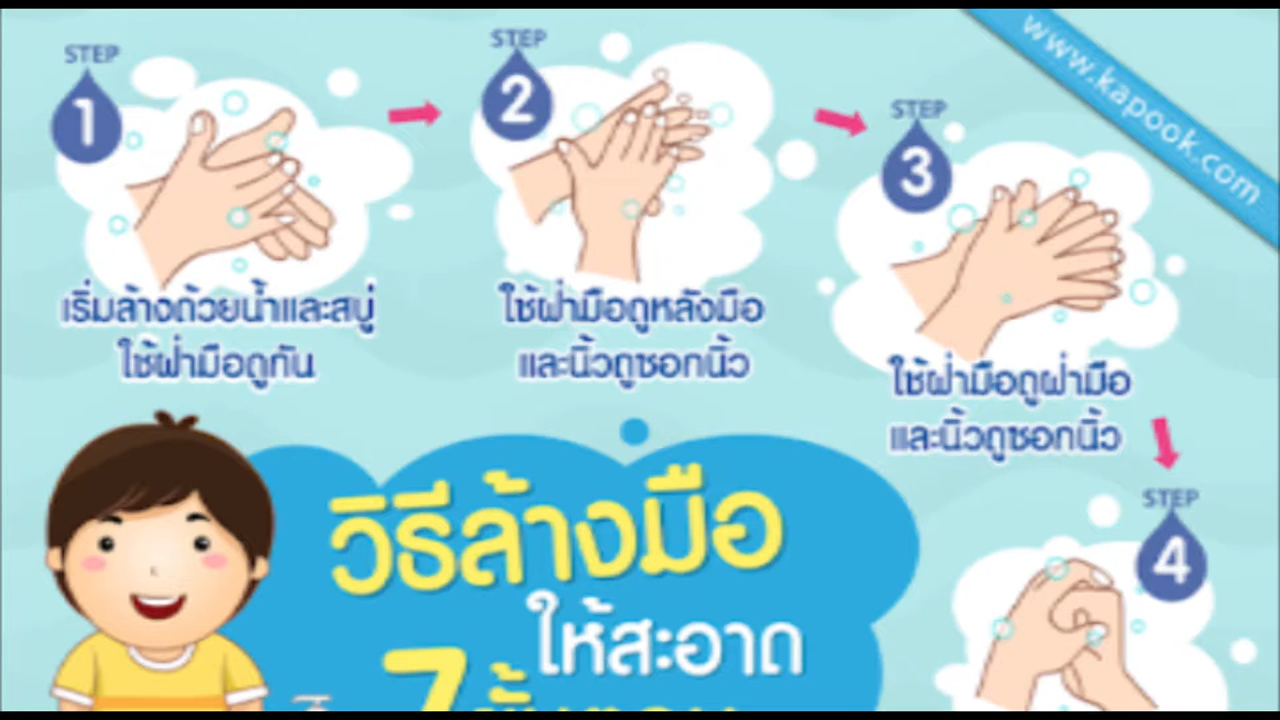 STEP
1
เริ่มล้างด้วยน้ำและสบู่
ใช้ฝ่ามือถูกัน
STEP
2
ใช้ฝ่ามือถูหลังมือ
และนิ้วถูซอกนิ้ว
STEP
3
ใช้ฝ่ามือถูฝ่ามือ
และนิ้วถูซอกนิ้ว
www.kapook.com
STEP
4
วิธีล้างมือ
ให้สะอาด
7 ขั้นตอน